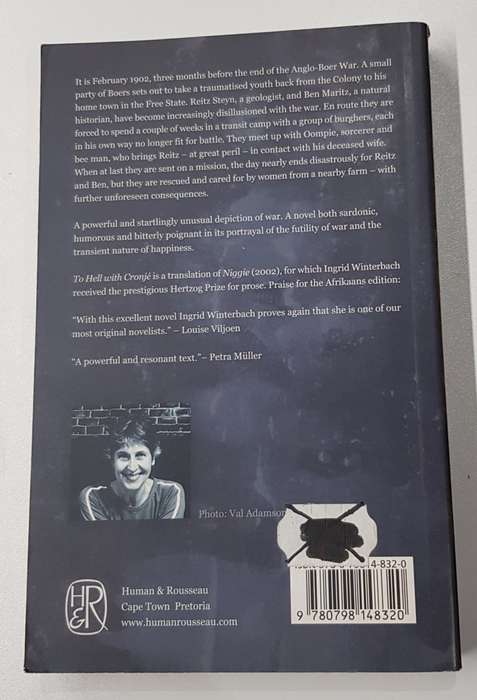 It is February 1902, three months before the end of the Anglo-Boer War. A small
party of Boers sets out to take a traumatised youth back from the Colony to his
home town in the Free State. Reitz Steyn, a geologist, and Ben Maritz, a natural
historian, have become increasingly disillusioned with the war. En route they are
forced to spend a couple of weeks in a transit camp with a group of burghers, each
in his own way no longer fit for battle. They meet up with Oompie, sorcerer and
bee man, who brings Reitz – at great peril – in contact with his deceased wife.
When at last they are sent on a mission, the day nearly ends disastrously for Reitz
and Ben, but they are rescued and cared for by women from a nearby farm – with
further unforeseen consequences.
A powerful and startlingly unusual depiction of war. A novel both sardonic,
humorous and bitterly poignant in its portrayal of the futility of war and the
transient nature of happiness.
To Hell with Cronjé is a translation of Niggie (2002), for which Ingrid Winterbach
received the prestigious Hertzog Prize for prose. Praise for the Afrikaans edition:
“With this excellent novel Ingrid Winterbach proves again that she is one of our
most original novelists.” – Louise Viljoen
“A powerful and resonant text.”– Petra Müller
Photo: Val Adamson
4-832-0
9 780798 148320
H&R
Human & Rousseau
Cape Town Pretoria
www.humanrousseau.com